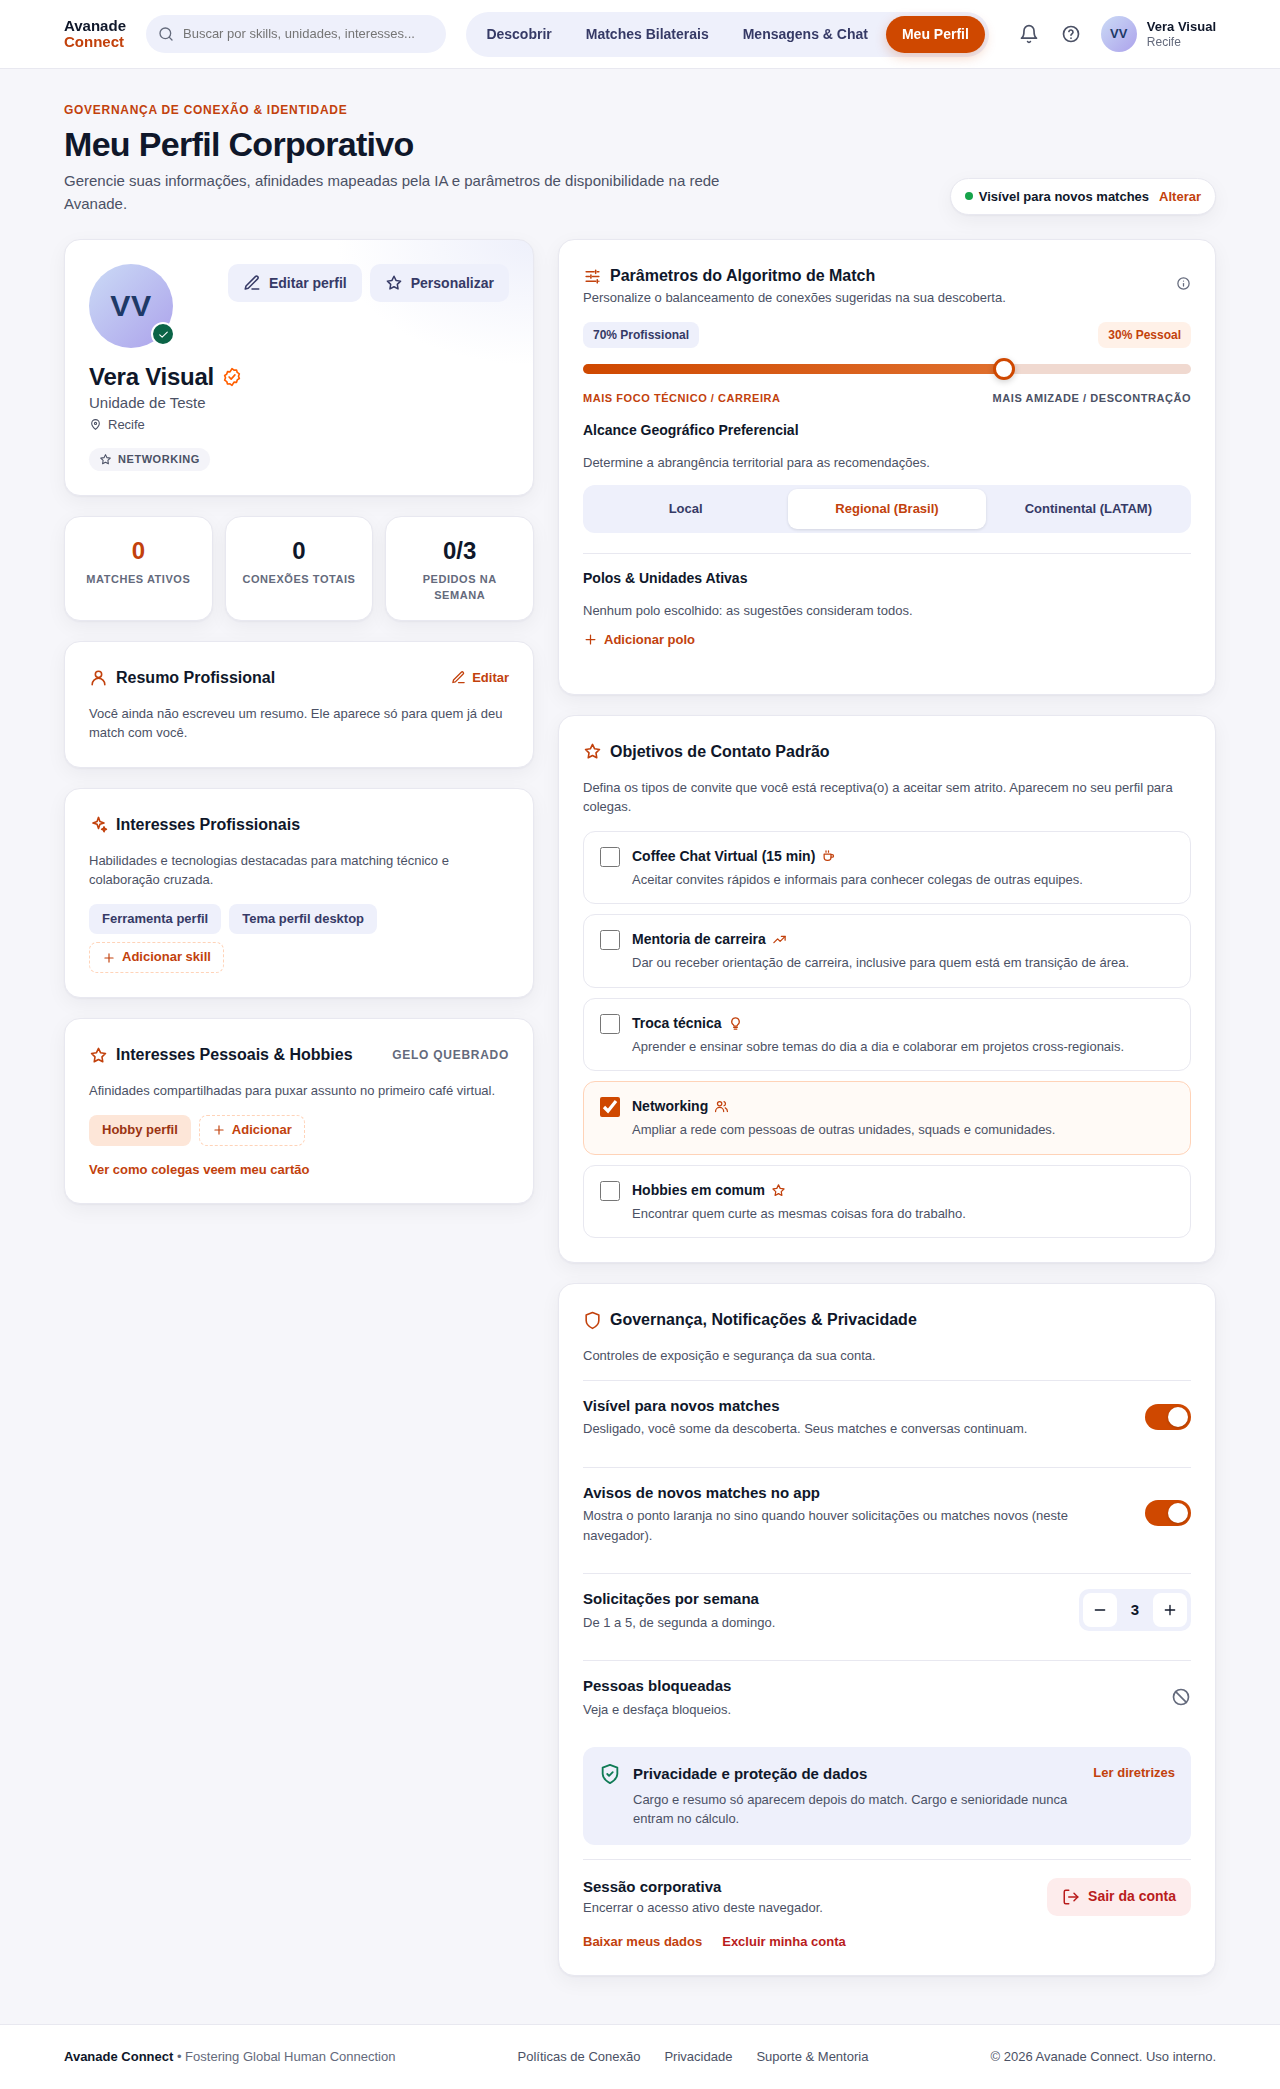 Avanade
Connect
Buscar por skills, unidades, interesses...
Descobrir
Matches Bilaterais
Mensagens & Chat
Meu Perfil
VV
Vera Visual
Recife
GOVERNANÇA DE CONEXÃO & IDENTIDADE
Meu Perfil Corporativo
Gerencie suas informações, afinidades mapeadas pela IA e parâmetros de disponibilidade na rede
Avanade.
Visível para novos matches Alterar
VV
Editar perfil
Personalizar
Vera Visual
Unidade de Teste
Recife
NETWORKING
0
MATCHES ATIVOS
0
CONEXÕES TOTAIS
0/3
PEDIDOS NA
SEMANA
Resumo Profissional
Editar
Você ainda não escreveu um resumo. Ele aparece só para quem já deu
match com você.
Interesses Profissionais
Habilidades e tecnologias destacadas para matching técnico e
colaboração cruzada.
Ferramenta perfil
Tema perfil desktop
Adicionar skill
Interesses Pessoais & Hobbies
GELO QUEBRADO
Afinidades compartilhadas para puxar assunto no primeiro café virtual.
Hobby perfil
Adicionar
Ver como colegas veem meu cartão
Parâmetros do Algoritmo de Match
Personalize o balanceamento de conexões sugeridas na sua descoberta.
70% Profissional
30% Pessoal
MAIS FOCO TÉCNICO / CARREIRA
MAIS AMIZADE / DESCONTRAÇÃO
Alcance Geográfico Preferencial
Determine a abrangência territorial para as recomendações.
Local
Regional (Brasil)
Continental (LATAM)
Polos & Unidades Ativas
Nenhum polo escolhido: as sugestões consideram todos.
Adicionar polo
Objetivos de Contato Padrão
Defina os tipos de convite que você está receptiva(o) a aceitar sem atrito. Aparecem no seu perfil para
colegas.
Coffee Chat Virtual (15 min)
Aceitar convites rápidos e informais para conhecer colegas de outras equipes.
Mentoria de carreira
Dar ou receber orientação de carreira, inclusive para quem está em transição de área.
Troca técnica
Aprender e ensinar sobre temas do dia a dia e colaborar em projetos cross-regionais.
Networking
Ampliar a rede com pessoas de outras unidades, squads e comunidades.
Hobbies em comum
Encontrar quem curte as mesmas coisas fora do trabalho.
Governança, Notificações & Privacidade
Controles de exposição e segurança da sua conta.
Visível para novos matches
Desligado, você some da descoberta. Seus matches e conversas continuam.
Avisos de novos matches no app
Mostra o ponto laranja no sino quando houver solicitações ou matches novos (neste
navegador).
Solicitações por semana
De 1 a 5, de segunda a domingo.
3
Pessoas bloqueadas
Veja e desfaça bloqueios.
Privacidade e proteção de dados
Ler diretrizes
Cargo e resumo só aparecem depois do match. Cargo e senioridade nunca
entram no cálculo.
Sessão corporativa
Encerrar o acesso ativo deste navegador.
Sair da conta
Baixar meus dados
Excluir minha conta
Avanade Connect • Fostering Global Human Connection
Políticas de Conexão
Privacidade
Suporte & Mentoria
© 2026 Avanade Connect. Uso interno.